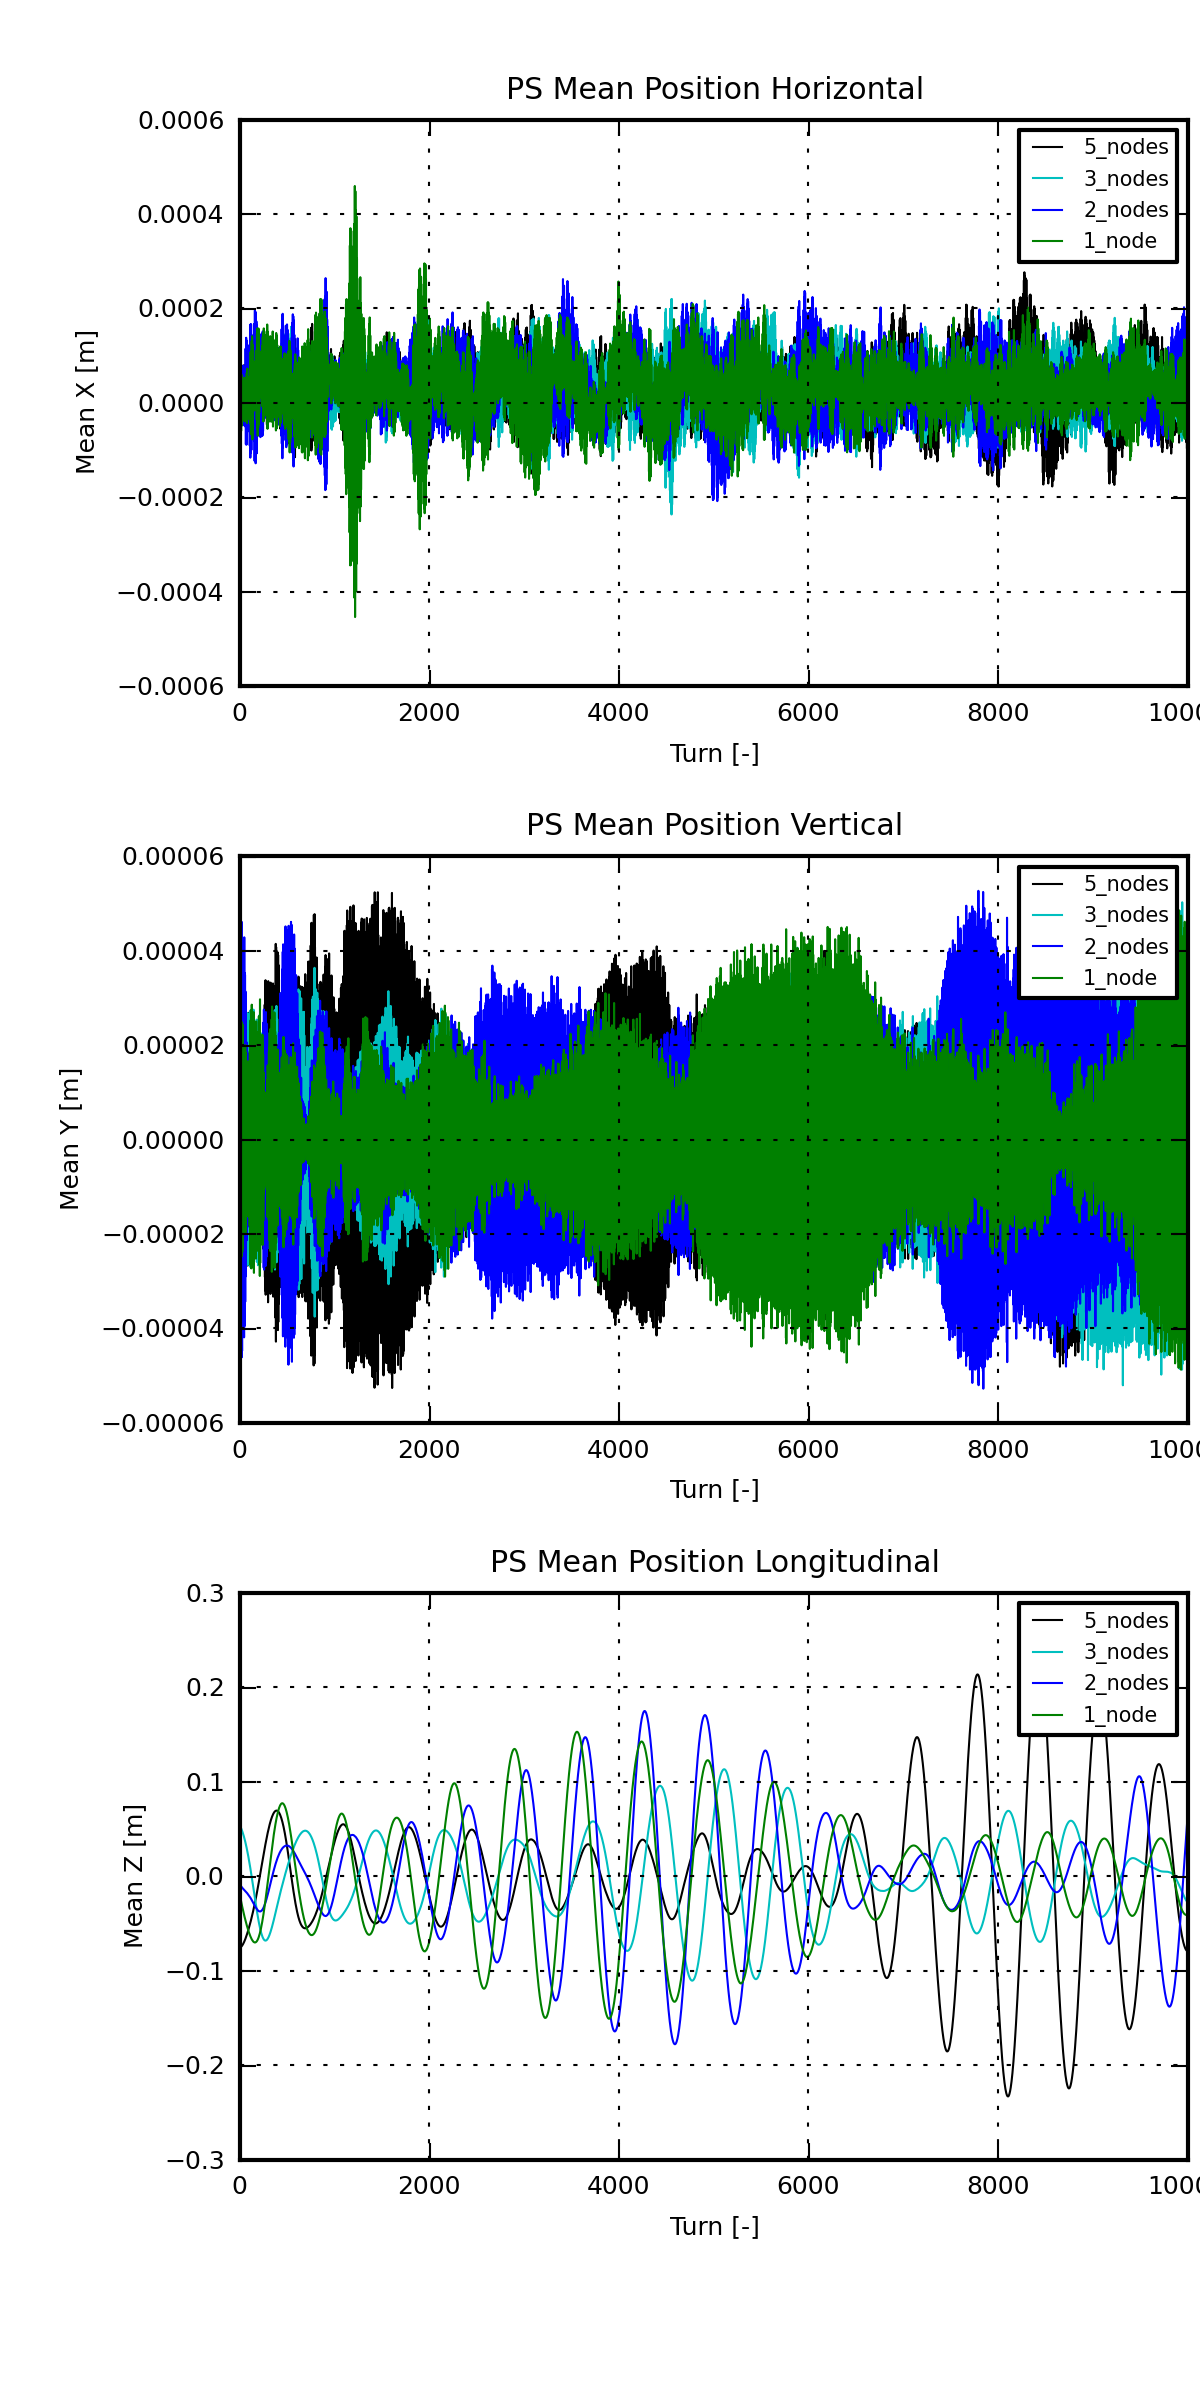 PS Mean Position Horizontal
0.0006
0.0004
0.0002
0.0000
−0.0002
−0.0004
−0.0006
Mean X [m]
5_nodes
3_nodes
2_nodes
1_node
0 2000 4000 6000 8000 1000
Turn [-]
PS Mean Position Vertical
0.00006
0.00004
0.00002
0.00000
−0.00002
−0.00004
−0.00006
Mean Y [m]
5_nodes
3_nodes
2_nodes
1_node
0 2000 4000 6000 8000 1000
Turn [-]
PS Mean Position Longitudinal
0.3
0.2
0.1
0.0
−0.1
−0.2
−0.3
Mean Z [m]
5_nodes
3_nodes
2_nodes
1_node
0 2000 4000 6000 8000 1000
Turn [-]